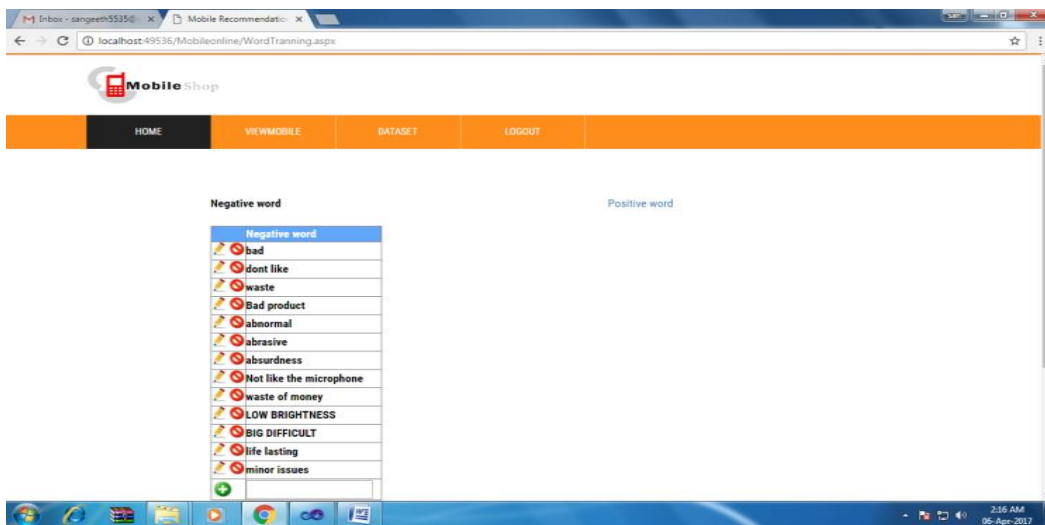 Inbox - sangeeth5535@ Mobile Recommendation
localhost:49536/Mobileonline/WordTranning.aspx
Mobile Shop
HOME VIEWMOBILE DATASET LOGOUT
Negative word Positive word
Negative word
bad
dont like
waste
Bad product
abnormal
abrasive
absurdness
Not like the microphone
waste of money
LOW BRIGHTNESS
BIG DIFFICULT
life lasting
minor issues
2:16 AM
06-Apr-2017